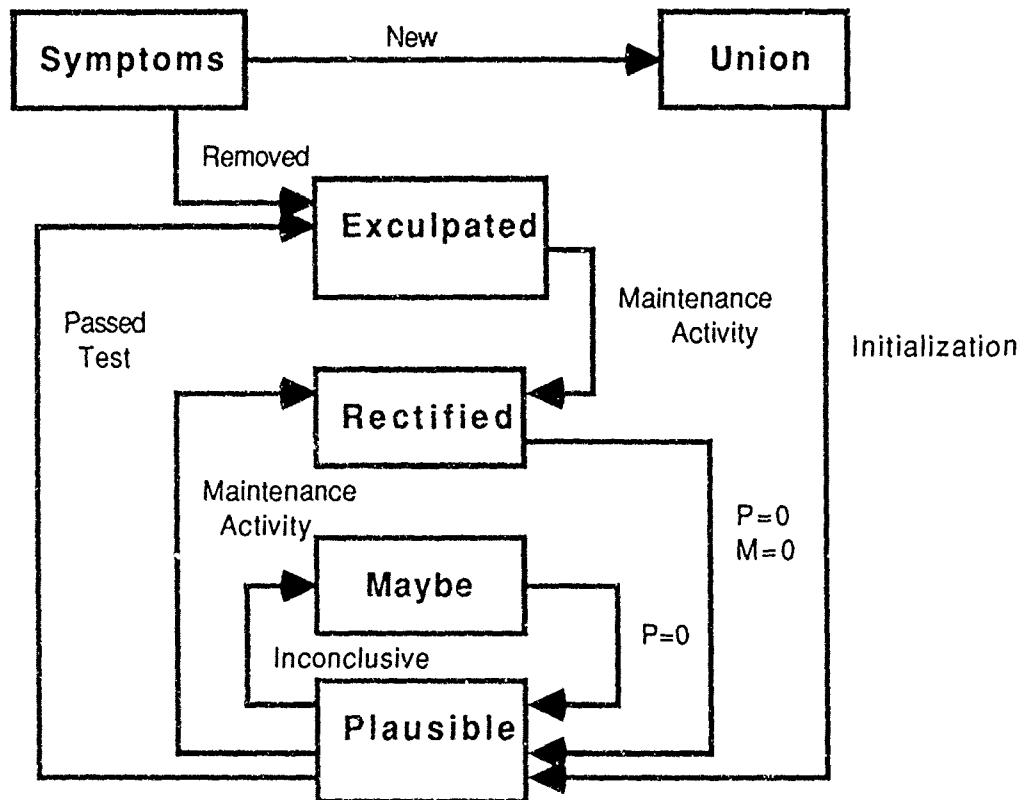 Symptoms
New
Union
Removed
Exculpated
Passed
Test
Maintenance
Activity
Initialization
Rectified
Maintenance
Activity
P=0
M=0
Maybe
P=0
Inconclusive
Plausible